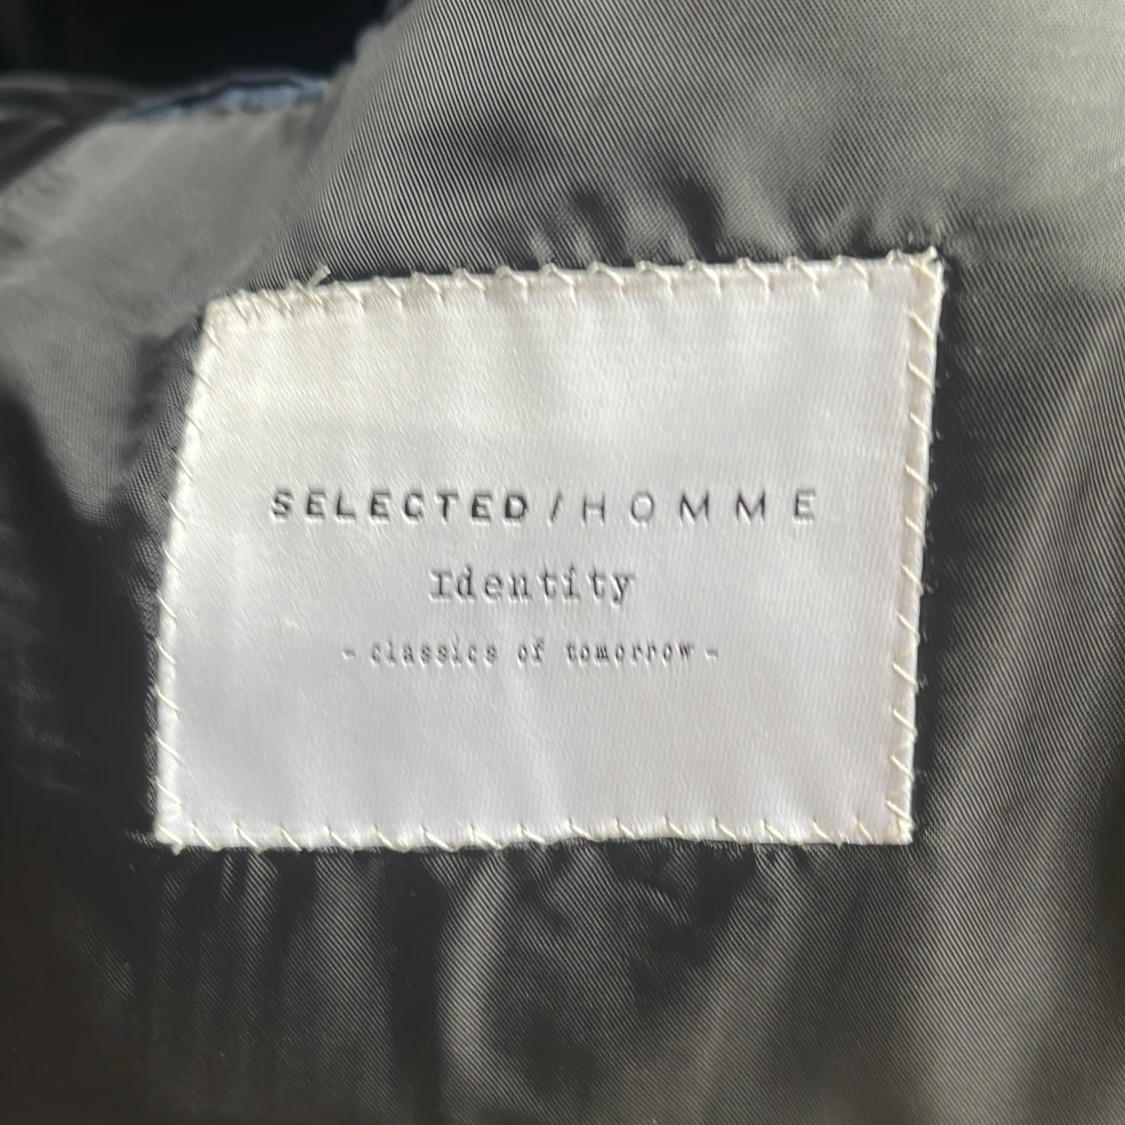 SELECTED/HOMME
Identity
- classics of tomorrow -